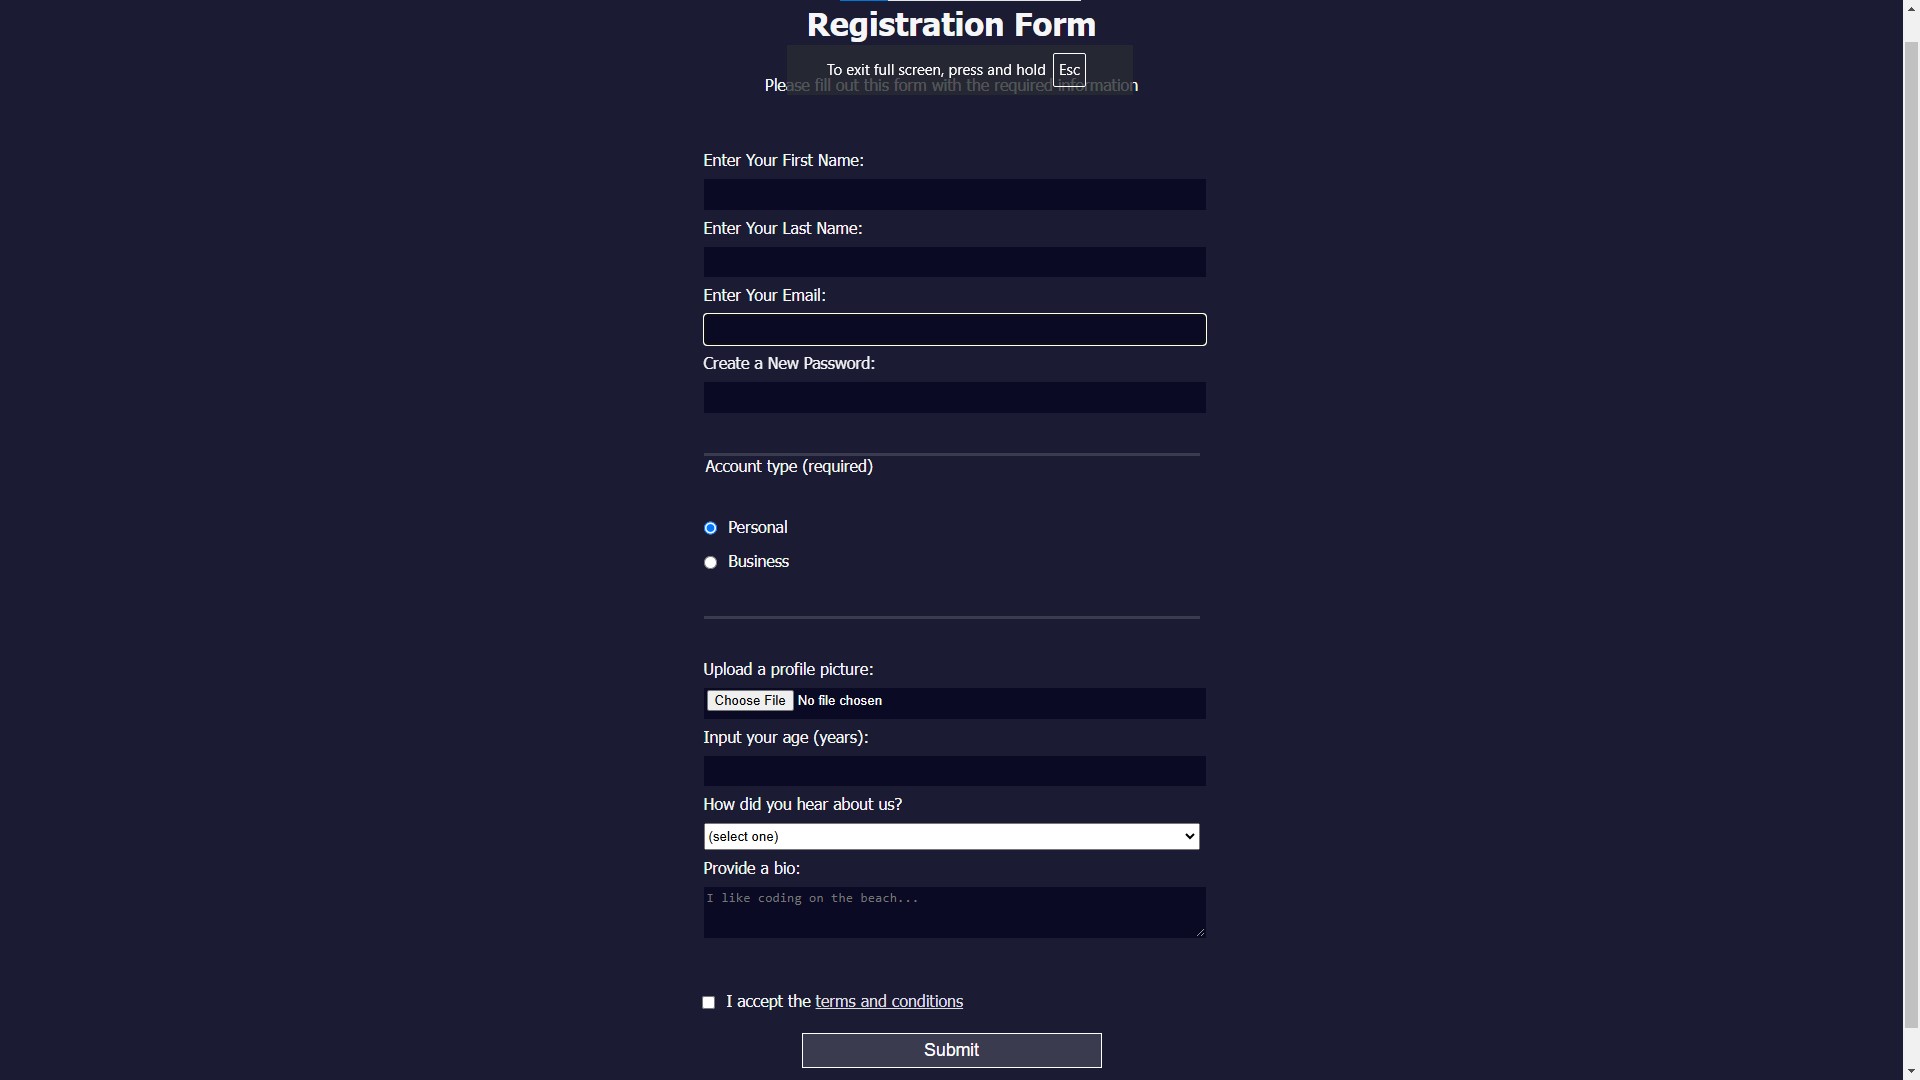 Registration Form
To exit full screen, press and hold Esc
Please fill out this form with the required information
Enter Your First Name:
Enter Your Last Name:
Enter Your Email:
Create a New Password:
Account type (required)
Personal
Business
Upload a profile picture:
Choose File No file chosen
Input your age (years):
How did you hear about us?
(select one)
Provide a bio:
I like coding on the beach...
I accept the terms and conditions
Submit